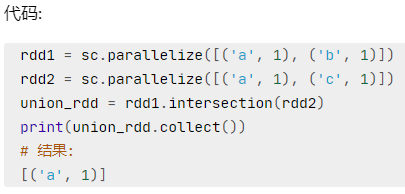 代码:
rdd1 = sc.parallelize([('a', 1), ('b', 1)])
rdd2 = sc.parallelize([('a', 1), ('c', 1)])
union_rdd = rdd1.intersection(rdd2)
print(union_rdd.collect())
# 结果:
[('a', 1)]